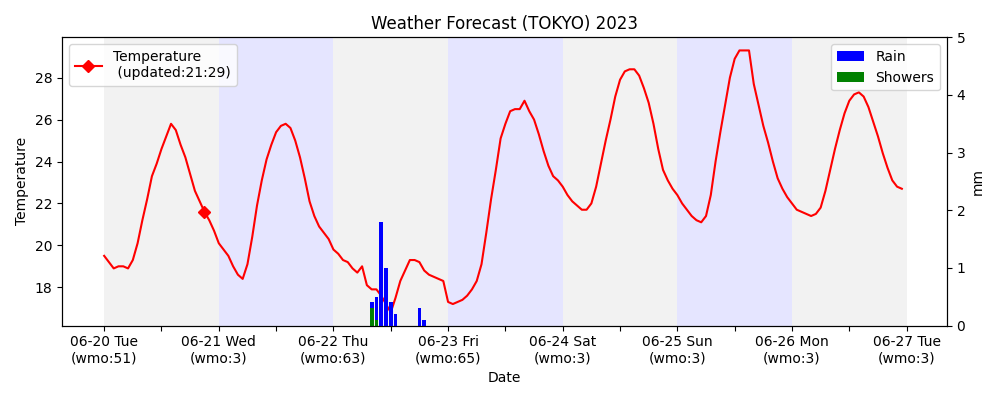 Weather Forecast (TOKYO) 2023
Temperature
(updated:21:29)
Rain
Showers
Temperature
28
26
24
22
20
18
5
4
3
2
1
0
mm
06-20 Tue
(wmo:51)
06-21 Wed
(wmo:3)
06-22 Thu
(wmo:63)
06-23 Fri
(wmo:65)
06-24 Sat
(wmo:3)
06-25 Sun
(wmo:3)
06-26 Mon
(wmo:3)
06-27 Tue
(wmo:3)
Date